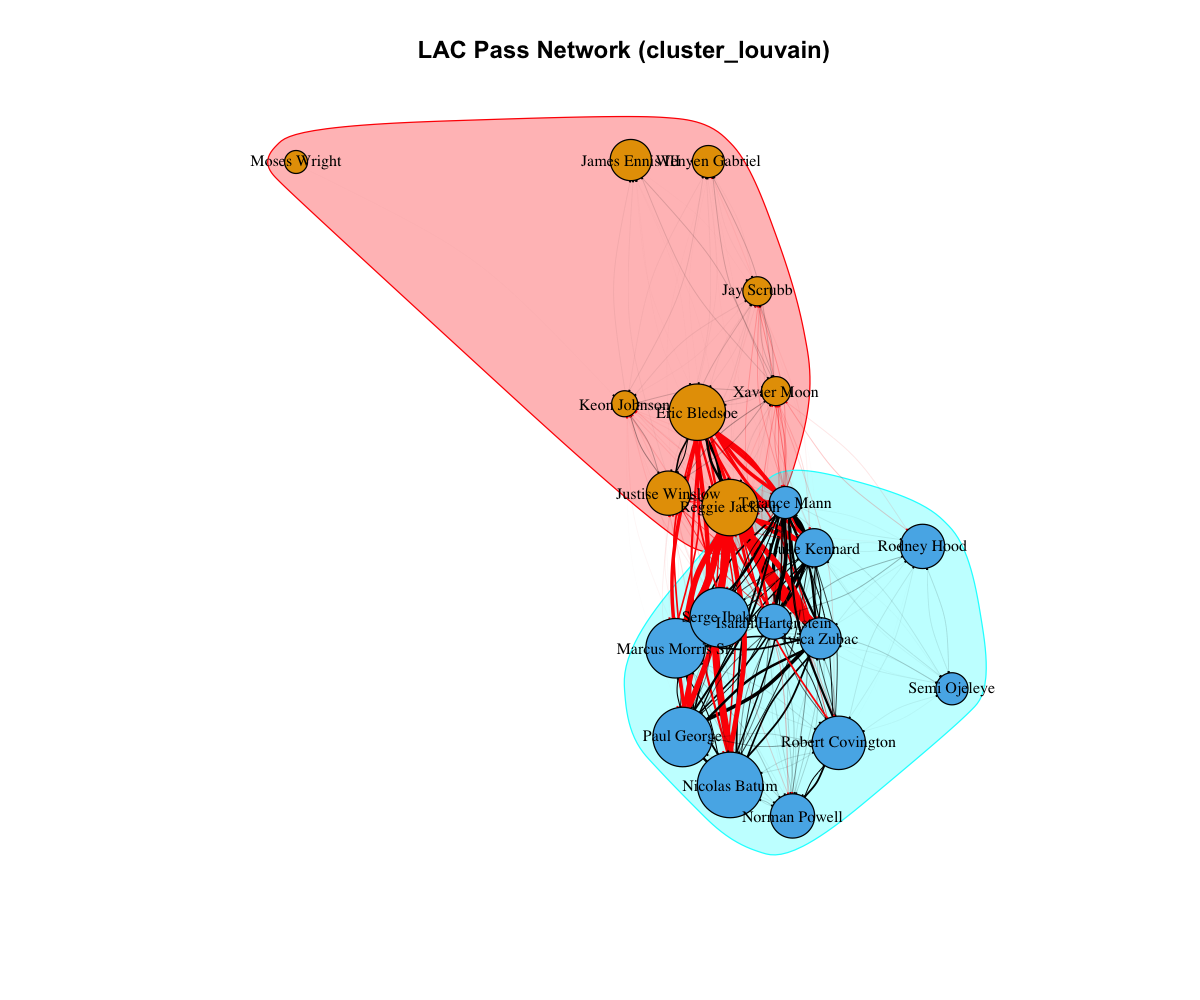 LAC Pass Network (cluster_louvain)
Moses Wright
James Ennis III
Wenyen Gabriel
Jay Scrubb
Xavier Moon
Keon Johnson
Eric Bledsoe
Justise Winslow
Reggie Jackson
Terance Mann
Luke Kennard
Rodney Hood
Serge Ibaka
Isaiah Hartenstein
Ivica Zubac
Marcus Morris Sr.
Semi Ojeleye
Paul George
Robert Covington
Nicolas Batum
Norman Powell